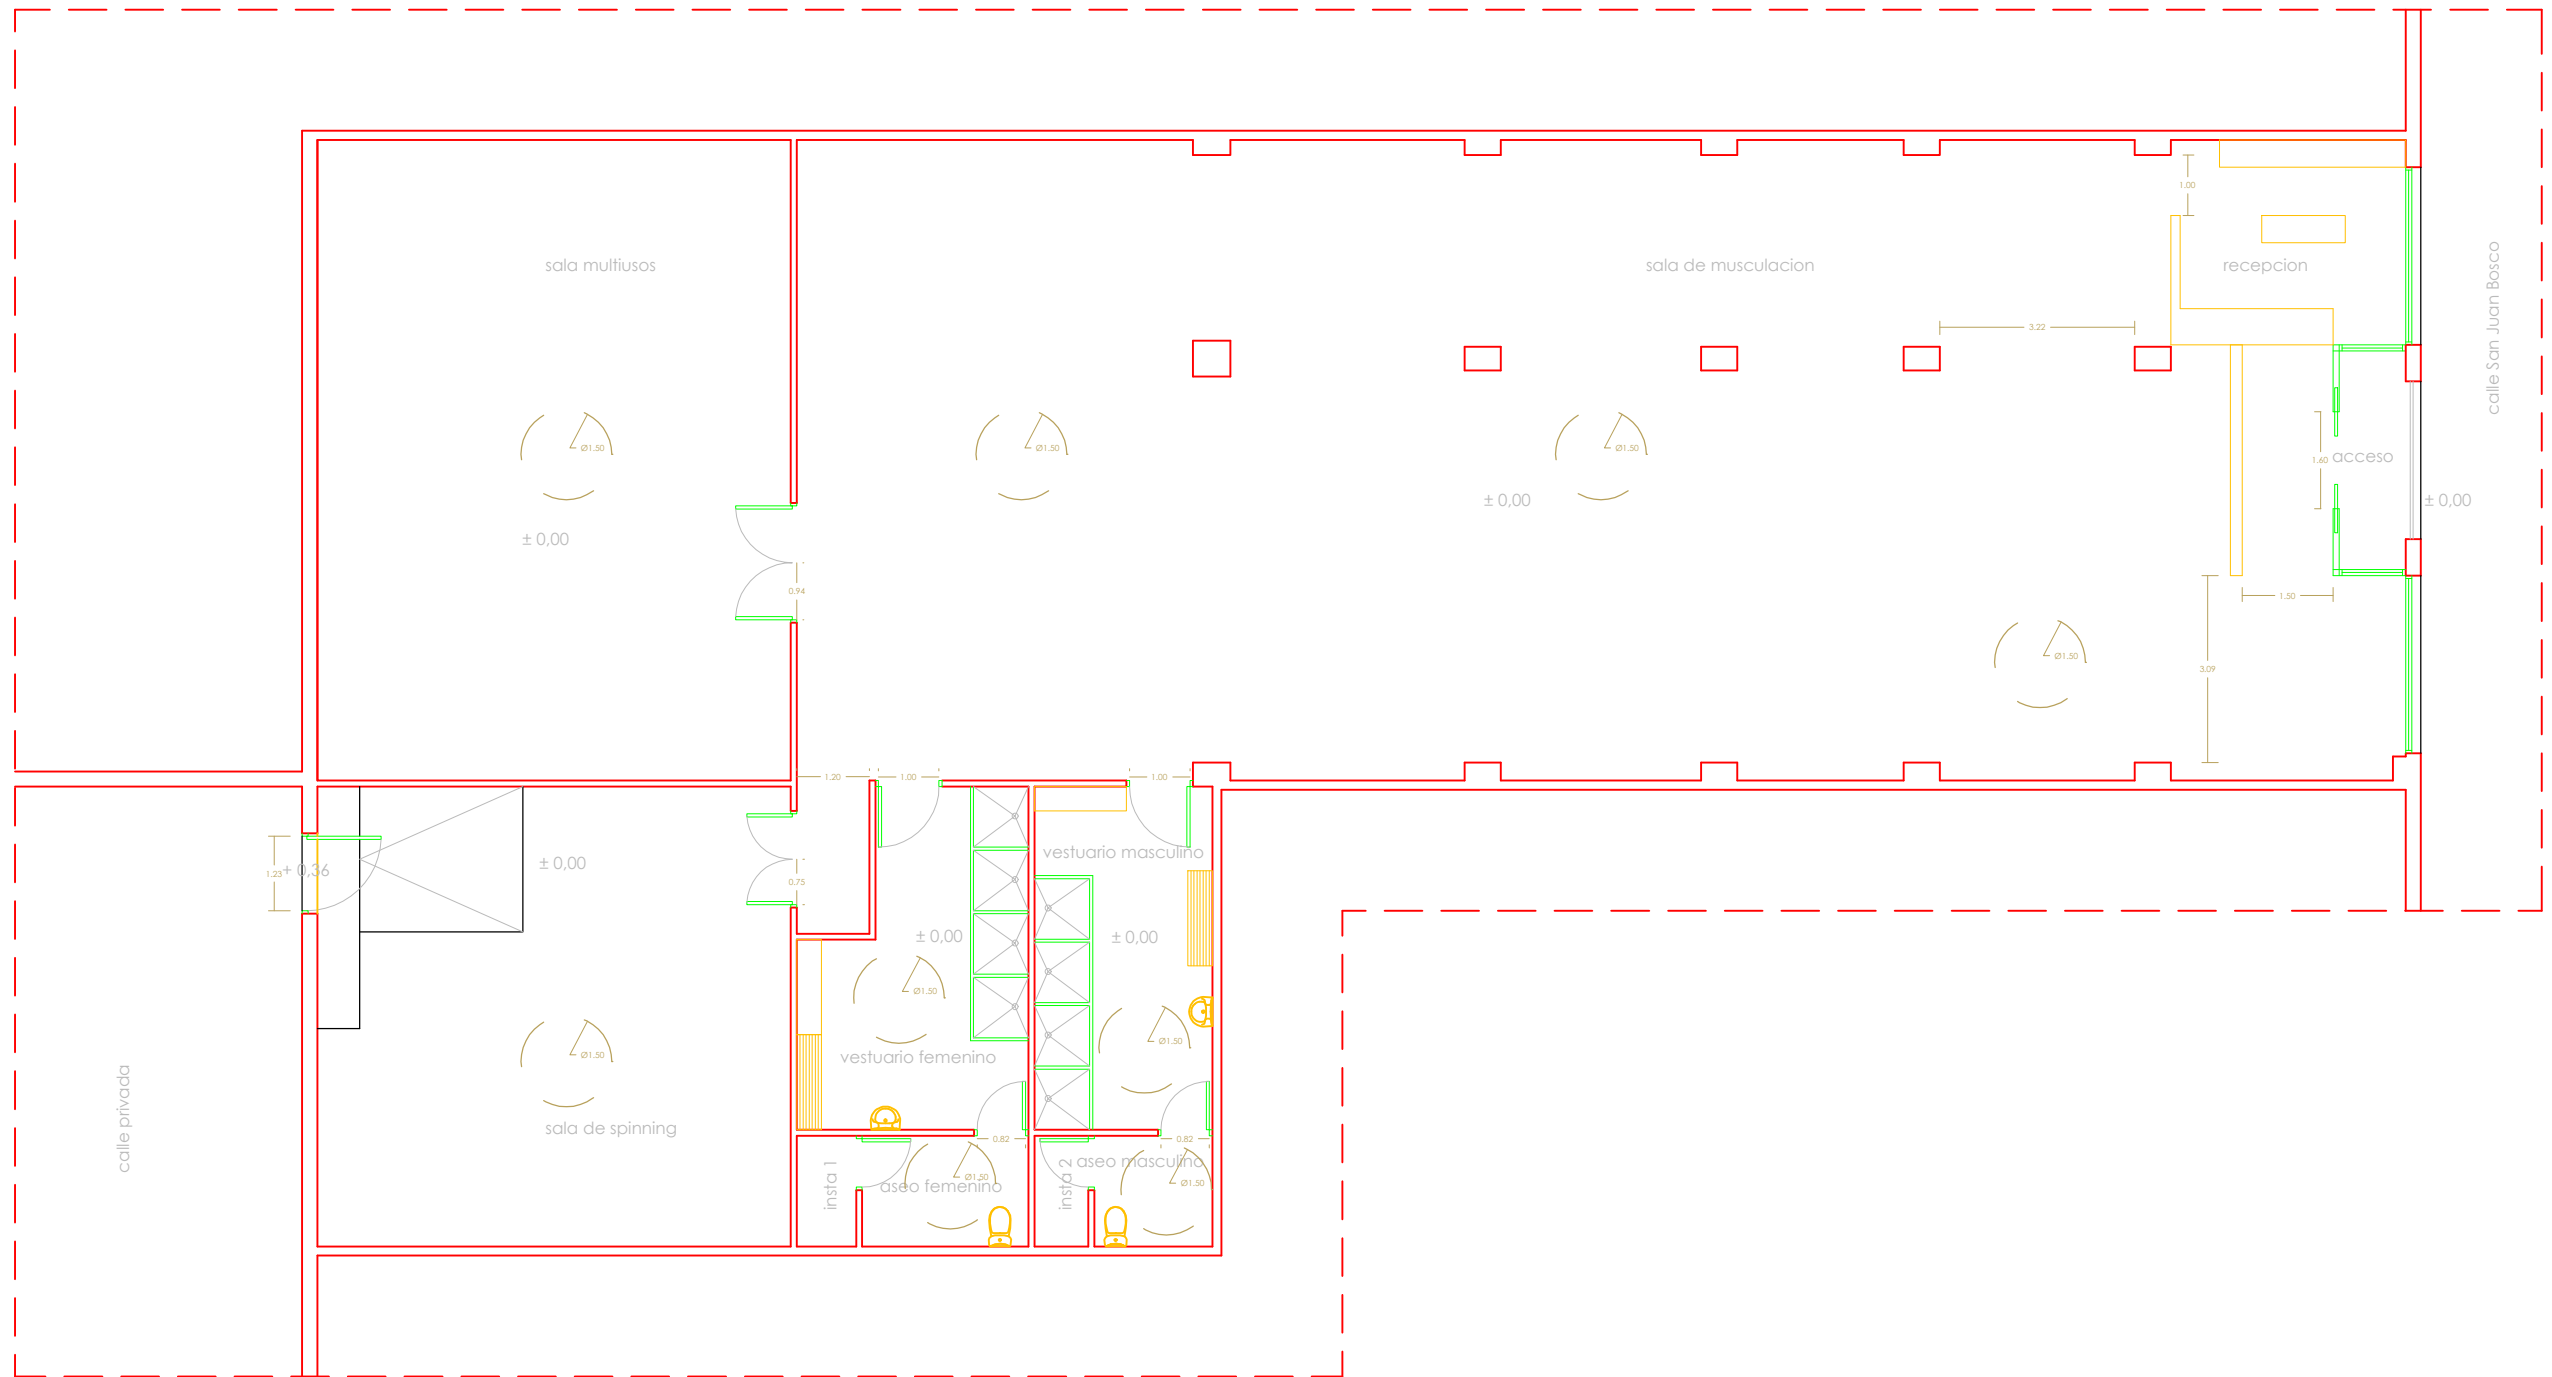 1.00
sala multiusos
sala de musculacion
recepcion
calle San Juan Bosco
3.22
Ø1.50
Ø1.50
Ø1.50
1.60
acceso
± 0,00
± 0,00
± 0,00
0.94
1.50
Ø1.50
3.09
1.20
1.00
1.00
vestuario masculino
± 0,00
+ 0,36
1.23
0.75
± 0,00
± 0,00
Ø1.50
Ø1.50
Ø1.50
vestuario femenino
calle privada
sala de spinning
0.82
0.82
insta 1
aseo femenino
Ø1.50
insta 2
aseo masculino
Ø1.50